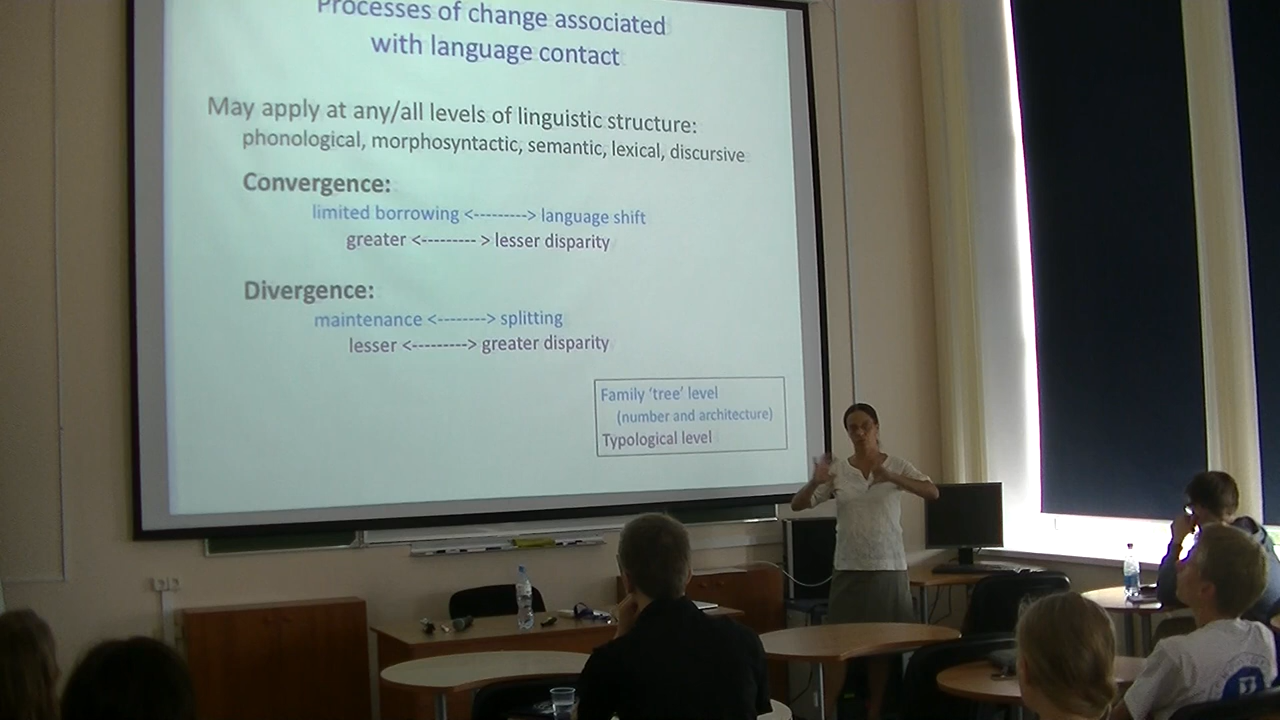 Processes of change associated
with language contact
May apply at any/all levels of linguistic structure:
phonological, morphosyntactic, semantic, lexical, discursive
Convergence:
limited borrowing <---------> language shift
greater <--------- > lesser disparity
Divergence:
maintenance <--------> splitting
lesser <---------> greater disparity
Family ‘tree’ level
(number and architecture)
Typological level